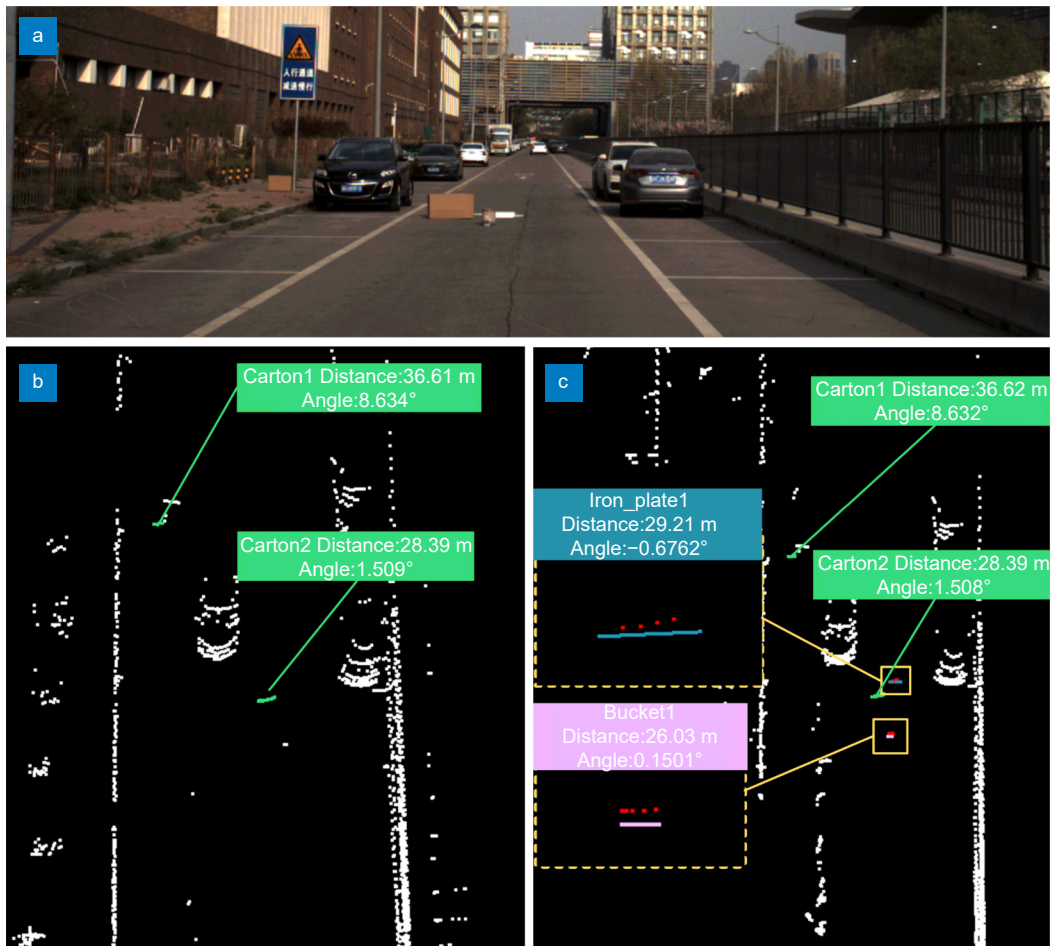 a
人行通道
减速慢行
b
Carton1 Distance:36.61 m
Angle:8.634°
Carton2 Distance:28.39 m
Angle:1.509°
c
Carton1 Distance:36.62 m
Angle:8.632°
Iron_plate1
Distance:29.21 m
Angle:−0.6762°
Carton2 Distance:28.39 m
Angle:1.508°
Bucket1
Distance:26.03 m
Angle:0.1501°